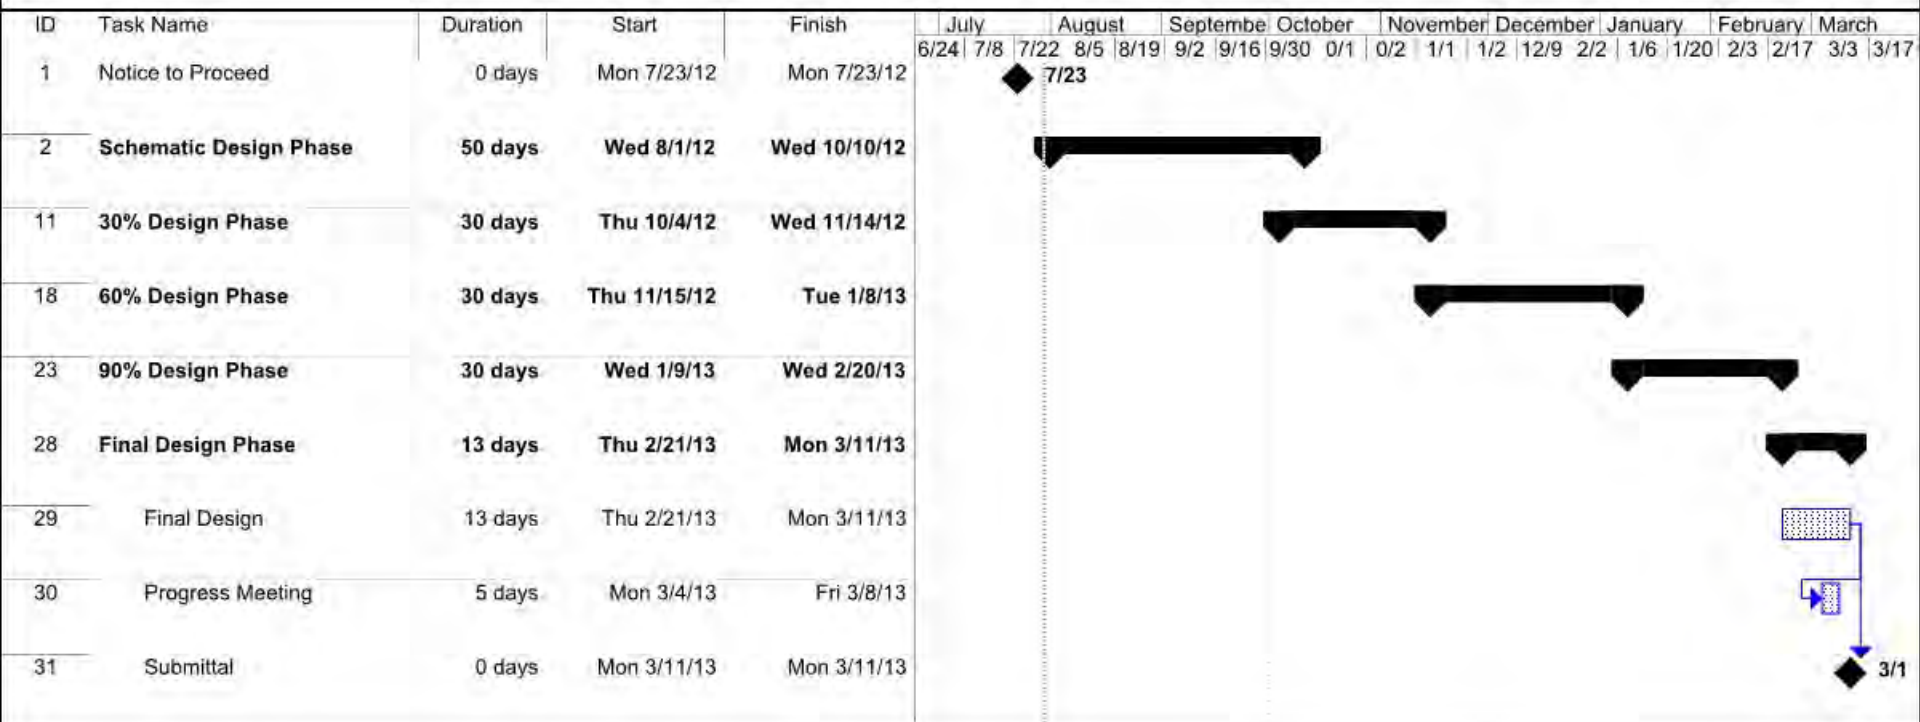 ID Task Name Duration Start Finish July August Septembe October November December January February March
6/24 7/8 7/22 8/5 8/19 9/2 9/16 9/30 0/1 0/2 1/1 1/2 12/9 2/2 1/6 1/20 2/3 2/17 3/3 3/17
1 Notice to Proceed 0 days Mon 7/23/12 Mon 7/23/12 7/23
2 Schematic Design Phase 50 days Wed 8/1/12 Wed 10/10/12
11 30% Design Phase 30 days Thu 10/4/12 Wed 11/14/12
18 60% Design Phase 30 days Thu 11/15/12 Tue 1/8/13
23 90% Design Phase 30 days Wed 1/9/13 Wed 2/20/13
28 Final Design Phase 13 days Thu 2/21/13 Mon 3/11/13
29 Final Design 13 days Thu 2/21/13 Mon 3/11/13
30 Progress Meeting 5 days Mon 3/4/13 Fri 3/8/13
31 Submittal 0 days Mon 3/11/13 Mon 3/11/13 3/1